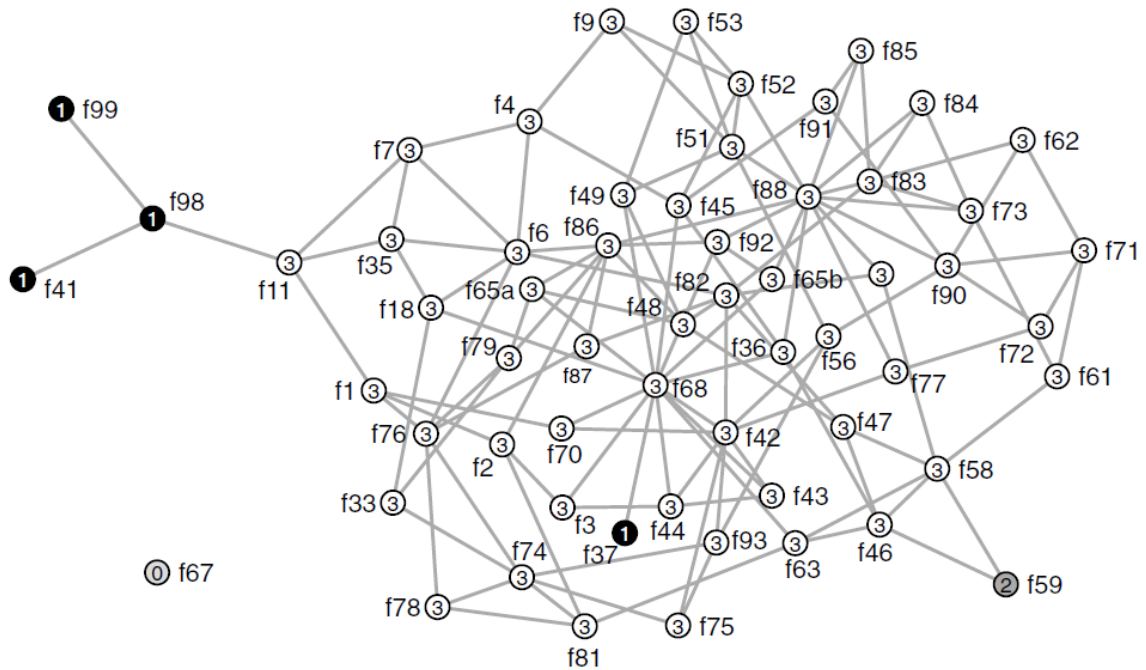 f9 3
3 f53
3 f85
3 f52
1 f99
3 f91
3 f84
f4 3
f51 3
3 f62
f7 3
f49 3
3 f83
f88 3
3 f45
1 f98
3 f73
f35 3
f6 3
f86 3
3 f92
3 f71
1 f41
3 f11
f65a 3
f82 3
3 f65b
3
3 f90
f18 3
f48 3
3 f72
f79 3
3 f87
f36 3
3 f56
3 f77
3 f61
f1 3
3 f68
f76 3
3 f2
3 f70
3 f42
3 f47
3 f58
f33 3
3 f3
3 f44
3 f43
1 f37
3 f93
3 f63
3 f46
0 f67
f74 3
2 f59
f78 3
3 f81
3 f75